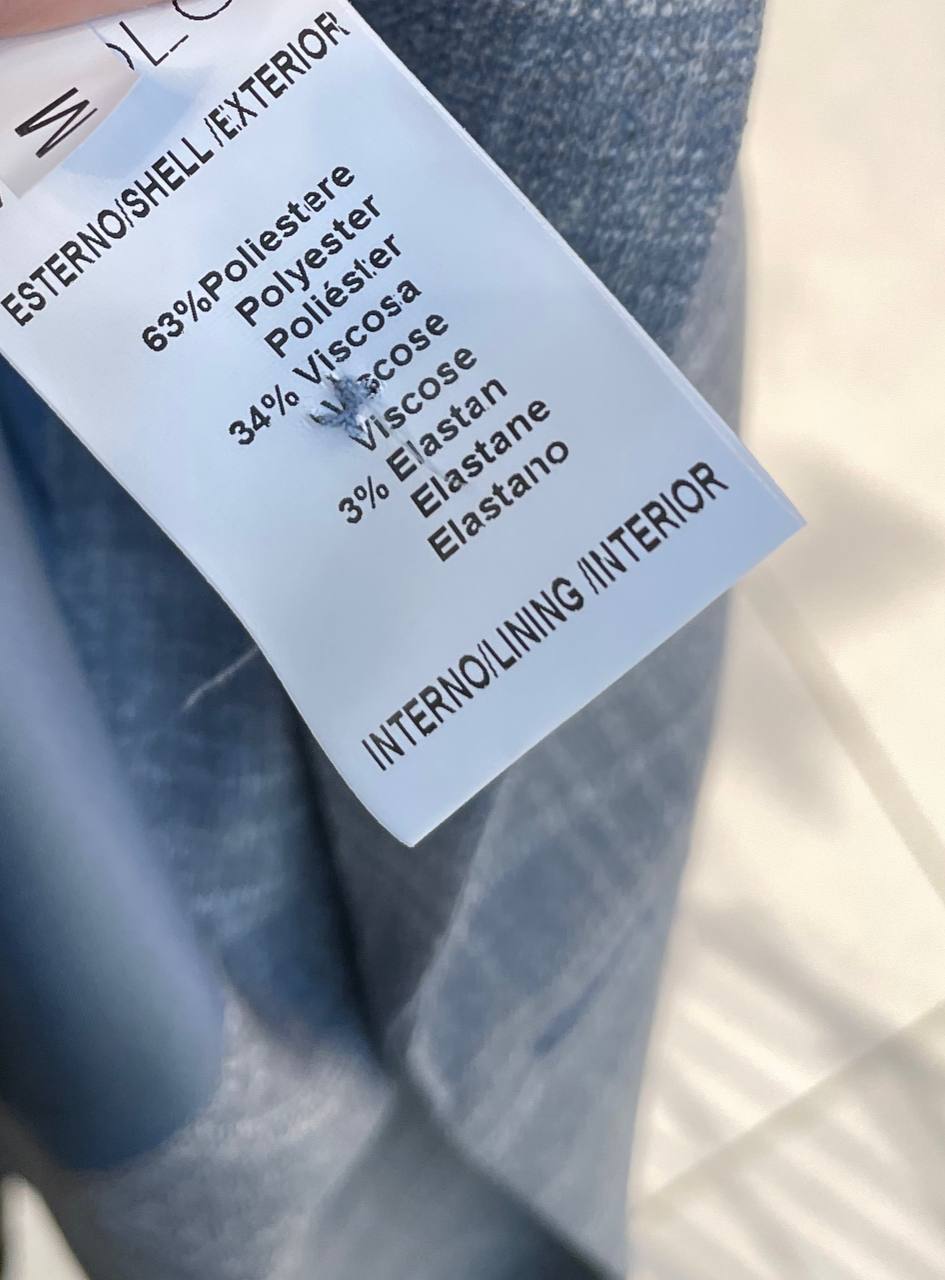 ESTERNO/SHELL /EXTERIOR
63%Poliestere
Polyester
Poliéster
34% Viscosa
Viscose
Viscose
3% Elastan
Elastane
Elastano
INTERNO/LINING /INTERIOR